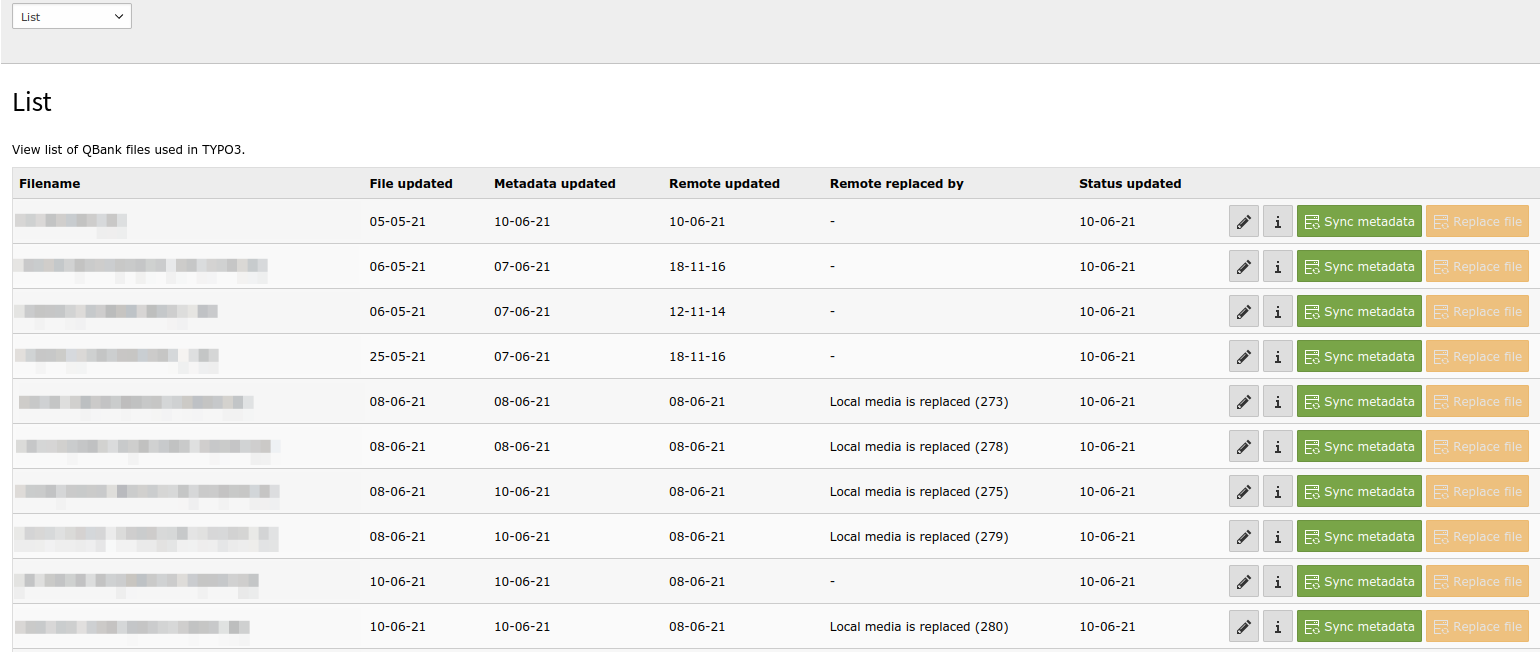 List
List
View list of QBank files used in TYPO3.
Filename File updated Metadata updated Remote updated Remote replaced by Status updated
05-05-21 10-06-21 10-06-21 - 10-06-21 Sync metadata Replace file
06-05-21 07-06-21 18-11-16 - 10-06-21 Sync metadata Replace file
06-05-21 07-06-21 12-11-14 - 10-06-21 Sync metadata Replace file
25-05-21 07-06-21 18-11-16 - 10-06-21 Sync metadata Replace file
08-06-21 08-06-21 08-06-21 Local media is replaced (273) 10-06-21 Sync metadata Replace file
08-06-21 08-06-21 08-06-21 Local media is replaced (278) 10-06-21 Sync metadata Replace file
08-06-21 10-06-21 08-06-21 Local media is replaced (275) 10-06-21 Sync metadata Replace file
08-06-21 10-06-21 08-06-21 Local media is replaced (279) 10-06-21 Sync metadata Replace file
10-06-21 10-06-21 08-06-21 - 10-06-21 Sync metadata Replace file
10-06-21 10-06-21 08-06-21 Local media is replaced (280) 10-06-21 Sync metadata Replace file